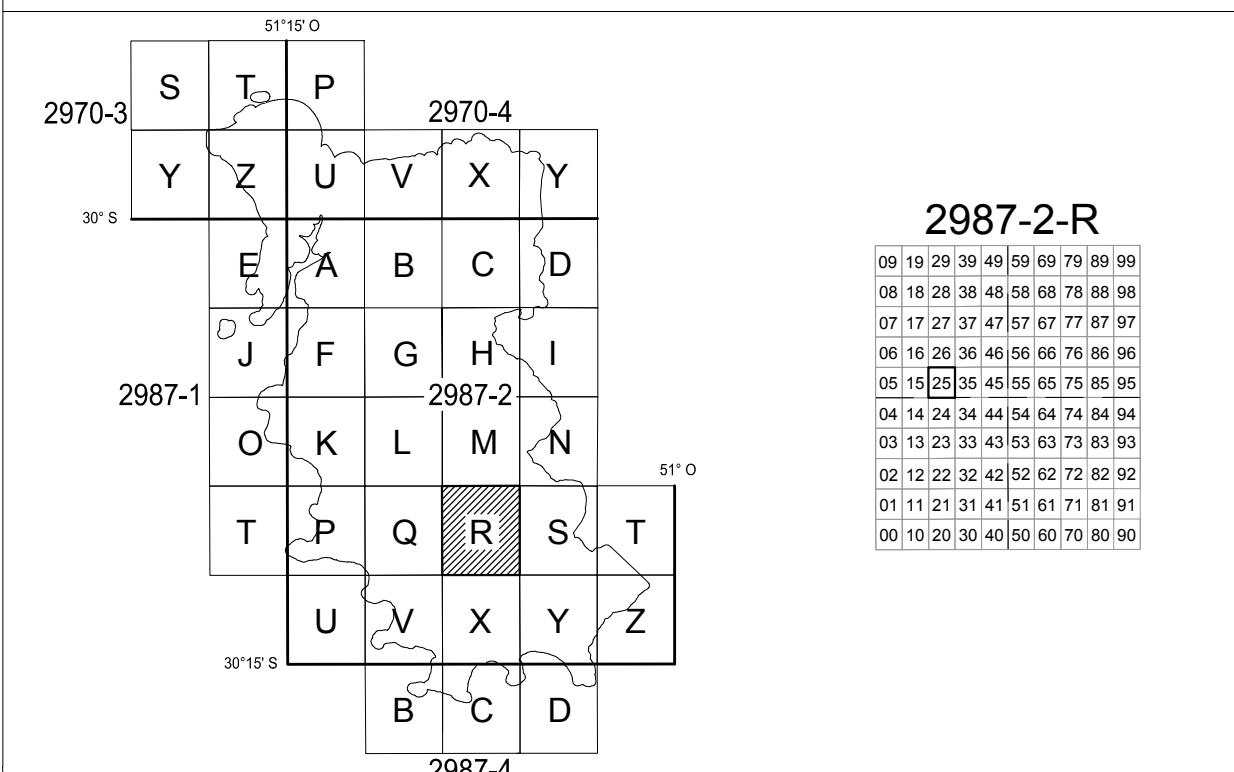 51°15' O
S T P
2970-3
2970-4
Y Z U V X Y
30° S
E A B C D
J F G H I
2987-1
2987-2
O K L M N
51° O
T P Q R S T
U V X Y Z
30°15' S
B C D
2987-4
2987-2-R
09 19 29 39 49 59 69 79 89 99
08 18 28 38 48 58 68 78 88 98
07 17 27 37 47 57 67 77 87 97
06 16 26 36 46 56 66 76 86 96
05 15 25 35 45 55 65 75 85 95
04 14 24 34 44 54 64 74 84 94
03 13 23 33 43 53 63 73 83 93
02 12 22 32 42 52 62 72 82 92
01 11 21 31 41 51 61 71 81 91
00 10 20 30 40 50 60 70 80 90